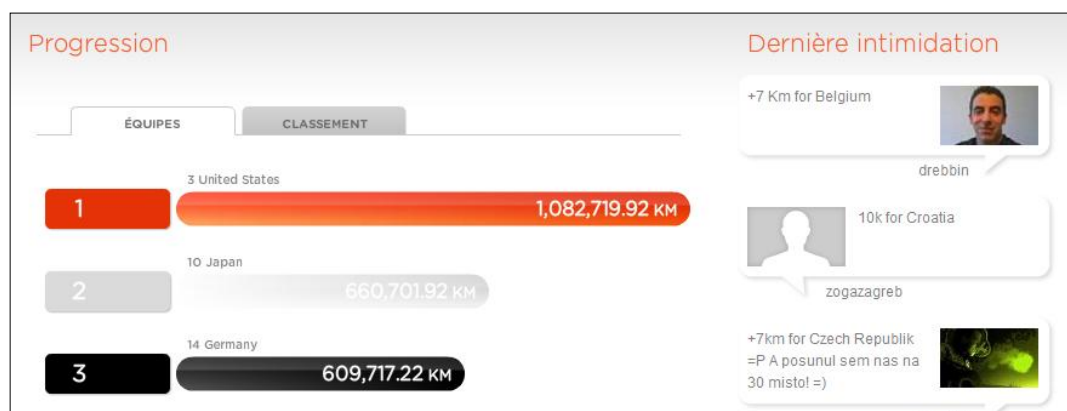 Progression
ÉQUIPES
CLASSEMENT
3 United States
1
1,082,719.92 KM
10 Japan
2
660,701.92 KM
14 Germany
3
609,717.22 KM
Dernière intimidation
+7 Km for Belgium
drebbin
10k for Croatia
zogazagreb
+7km for Czech Republik
=P A posunul sem nas na
30 misto! =)